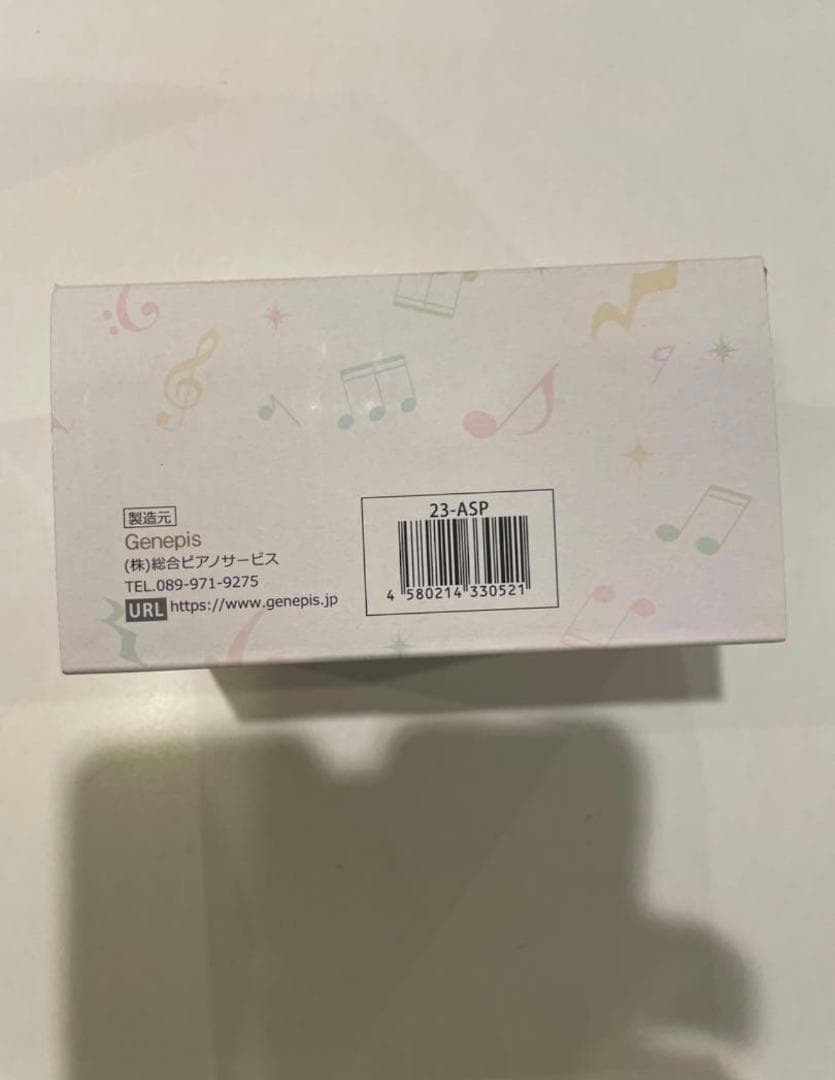 製造元
Genepis
(株)総合ピアノサービス
TEL.089-971-9275
URL https://www.genepis.jp
23-ASP
4 580214 330521